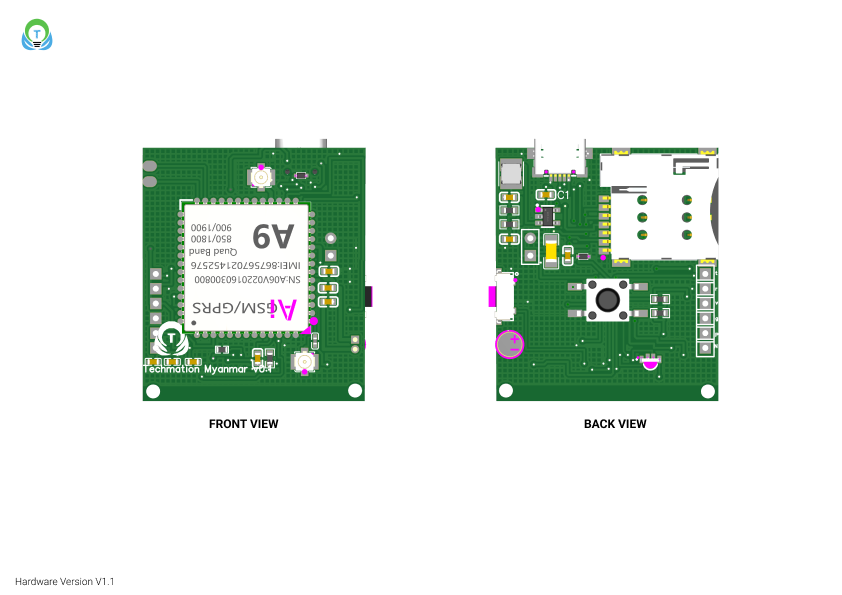 T
A9
900/1900
850/1800
Quad Band
IMEI:867567021452576
SN:A06V0220160300800
GSM/GPRS
Ai
T
Techmation Myanmar V0.1
C1
+
−
FRONT VIEW
BACK VIEW
Hardware Version V1.1